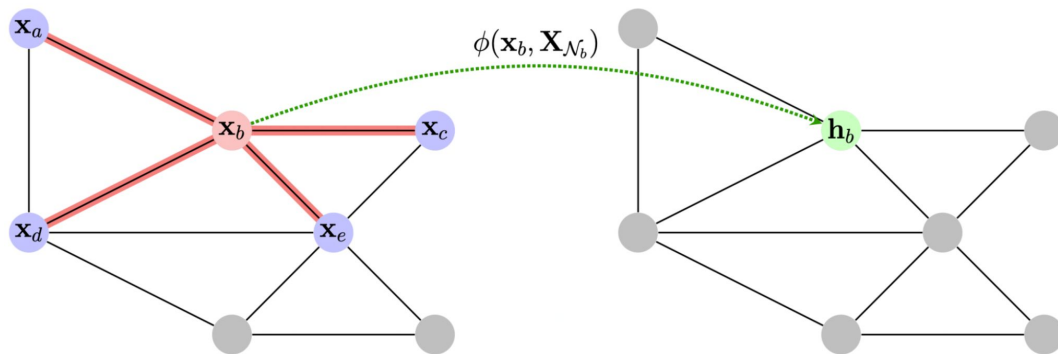 x_a
ϕ(x_b, X_{𝒩_b})
x_b
x_c
h_b
x_d
x_e